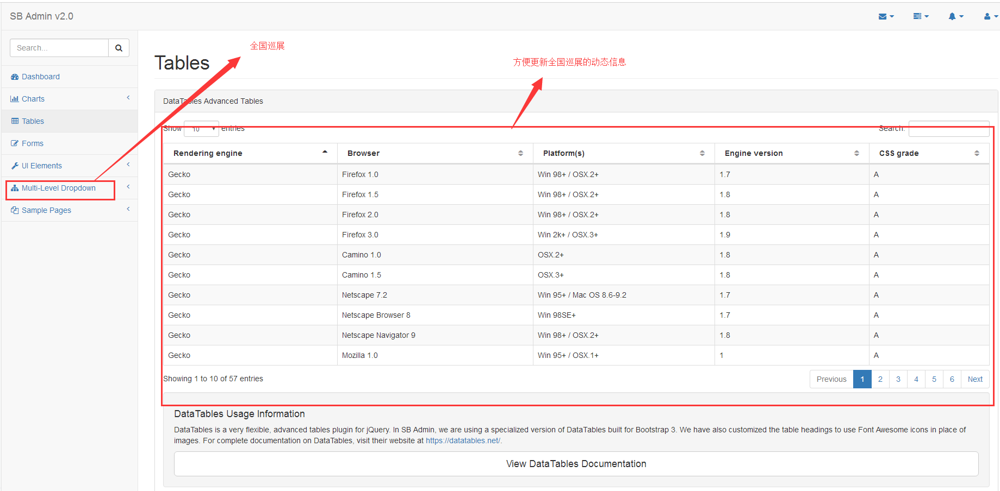 SB Admin v2.0
Search...
Dashboard
Charts
Tables
Forms
UI Elements
Multi-Level Dropdown
Sample Pages
全国巡展
Tables
方便更新全国巡展的动态信息
DataTables Advanced Tables
Show 10 entries
Search:
Rendering engine Browser Platform(s) Engine version CSS grade
Gecko Firefox 1.0 Win 98+ / OSX.2+ 1.7 A
Gecko Firefox 1.5 Win 98+ / OSX.2+ 1.8 A
Gecko Firefox 2.0 Win 98+ / OSX.2+ 1.8 A
Gecko Firefox 3.0 Win 2k+ / OSX.3+ 1.9 A
Gecko Camino 1.0 OSX.2+ 1.8 A
Gecko Camino 1.5 OSX.3+ 1.8 A
Gecko Netscape 7.2 Win 95+ / Mac OS 8.6-9.2 1.7 A
Gecko Netscape Browser 8 Win 98SE+ 1.7 A
Gecko Netscape Navigator 9 Win 98+ / OSX.2+ 1.8 A
Gecko Mozilla 1.0 Win 95+ / OSX.1+ 1 A
Showing 1 to 10 of 57 entries
Previous 1 2 3 4 5 6 Next
DataTables Usage Information
DataTables is a very flexible, advanced tables plugin for jQuery. In SB Admin, we are using a specialized version of DataTables built for Bootstrap 3. We have also customized the table headings to use Font Awesome icons in place of
images. For complete documentation on DataTables, visit their website at https://datatables.net/.
View DataTables Documentation